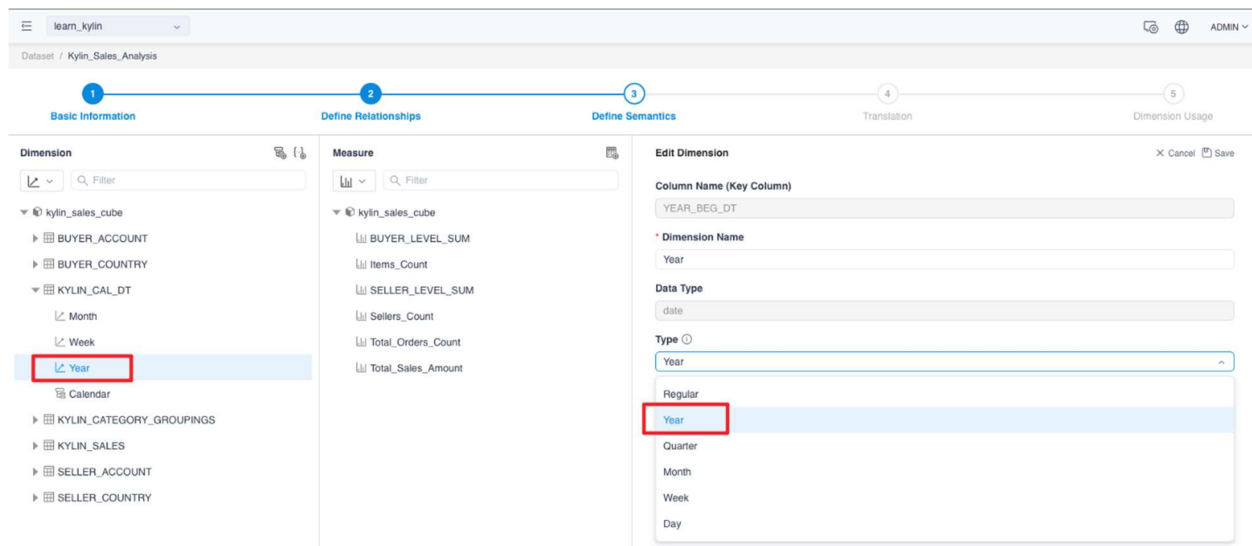 learn_kylin
ADMIN
Dataset / Kylin_Sales_Analysis
1
2
3
4
5
Basic Information
Define Relationships
Define Semantics
Translation
Dimension Usage
Dimension
Filter
kylin_sales_cube
BUYER_ACCOUNT
BUYER_COUNTRY
KYLIN_CAL_DT
Month
Week
Year
Calendar
KYLIN_CATEGORY_GROUPINGS
KYLIN_SALES
SELLER_ACCOUNT
SELLER_COUNTRY
Measure
Filter
kylin_sales_cube
BUYER_LEVEL_SUM
Items_Count
SELLER_LEVEL_SUM
Sellers_Count
Total_Orders_Count
Total_Sales_Amount
Edit Dimension
Cancel
Save
Column Name (Key Column)
YEAR_BEG_DT
* Dimension Name
Year
Data Type
date
Type
Year
Regular
Year
Quarter
Month
Week
Day